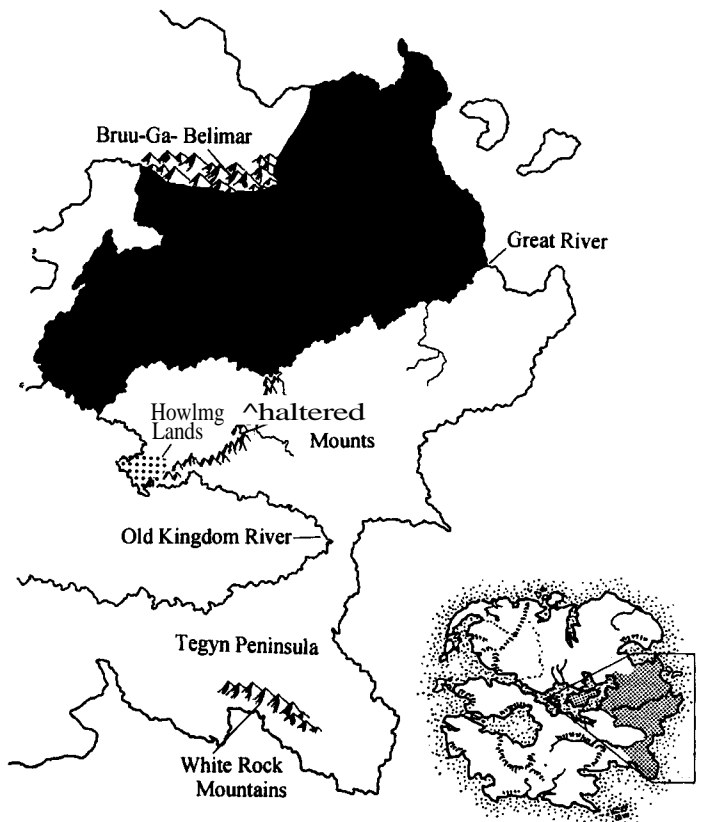 Bruu-Ga- Belimar
Great River
Howlmg ^haltered
Lands
Mounts
Old Kingdom River
Tegyn Peninsula
White Rock
Mountains